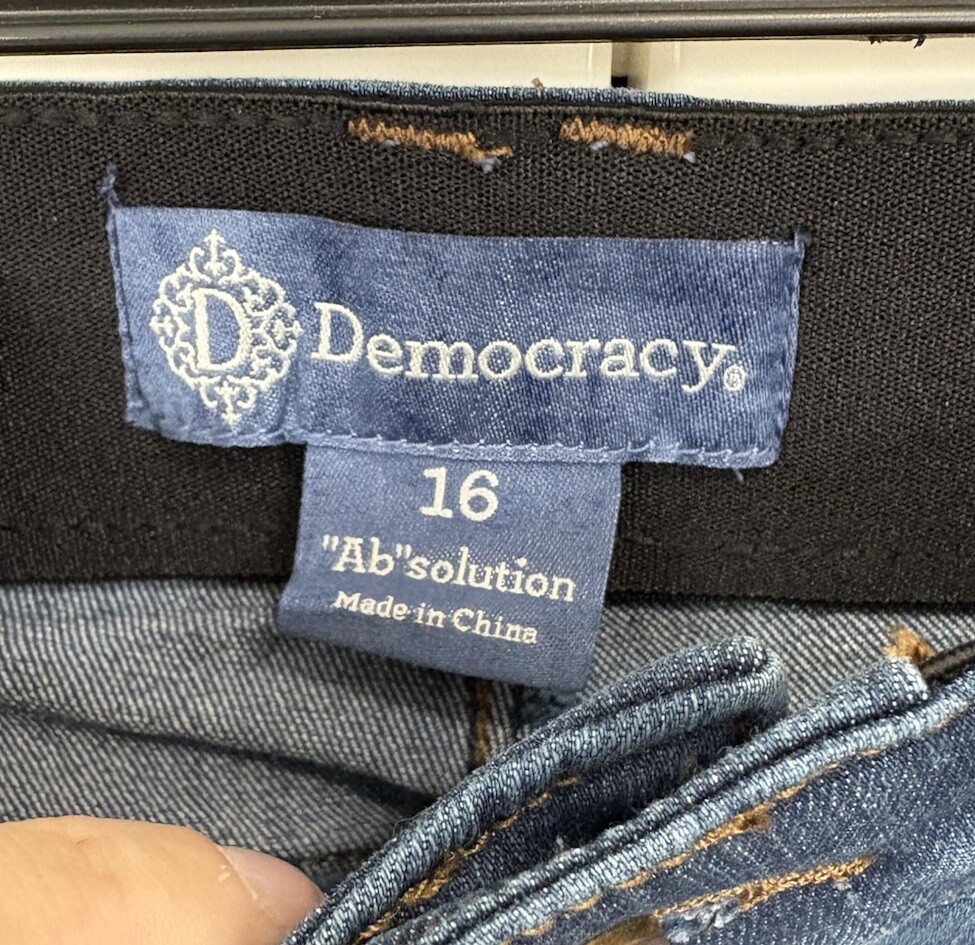 D Democracy®
16
"Ab"solution
Made in China